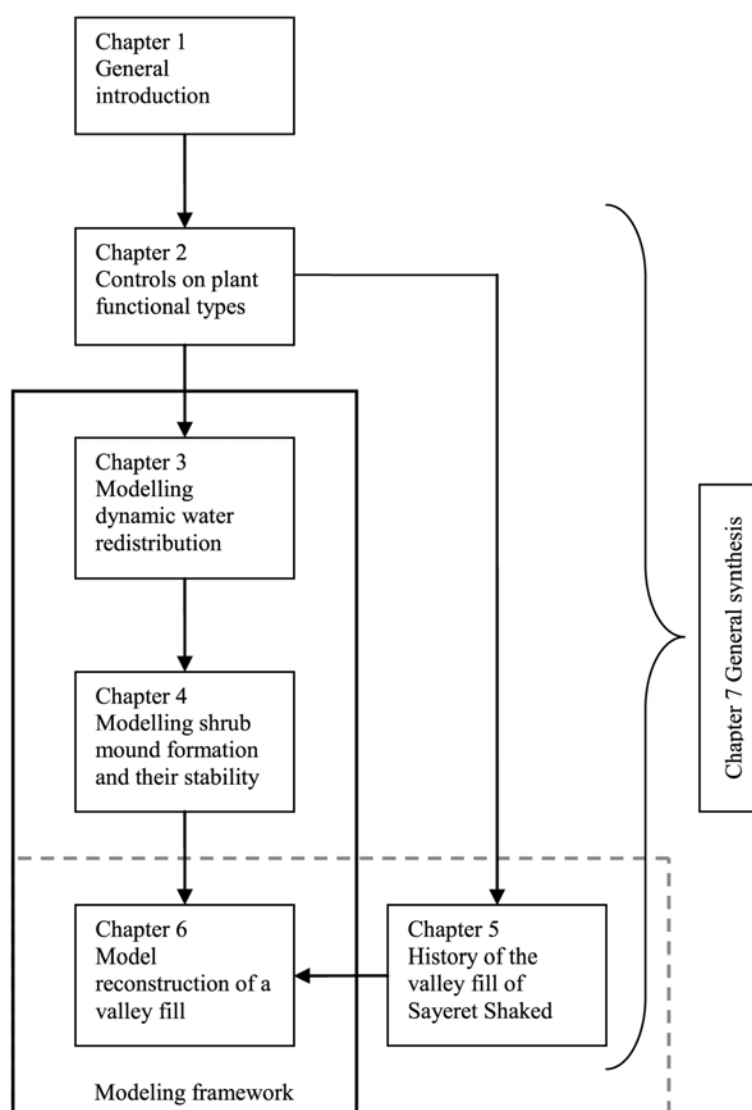 Chapter 1
General
introduction
Chapter 2
Controls on plant
functional types
Chapter 3
Modelling
dynamic water
redistribution
Chapter 4
Modelling shrub
mound formation
and their stability
Chapter 6
Model
reconstruction of a
valley fill
Chapter 5
History of the
valley fill of
Sayeret Shaked
Modeling framework
Chapter 7 General synthesis